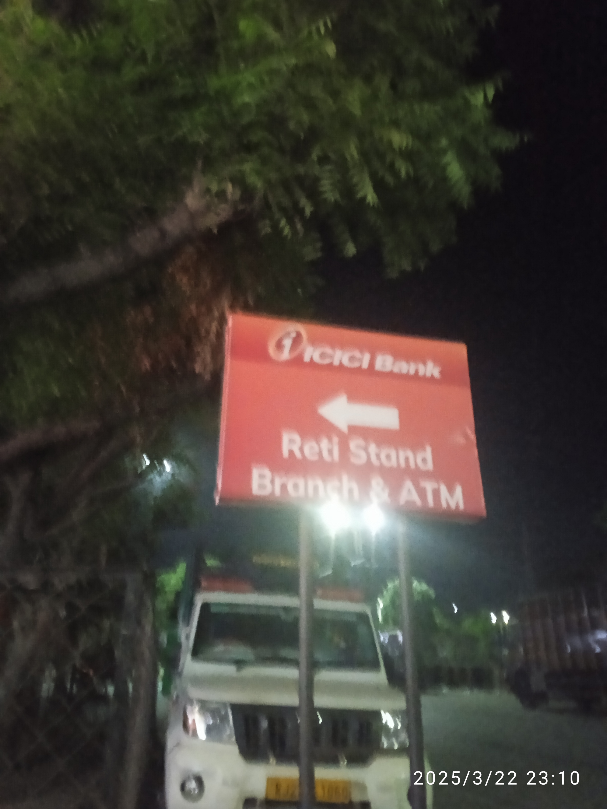 ICICI Bank
Reti Stand
Branch & ATM
2025/3/22 23:10